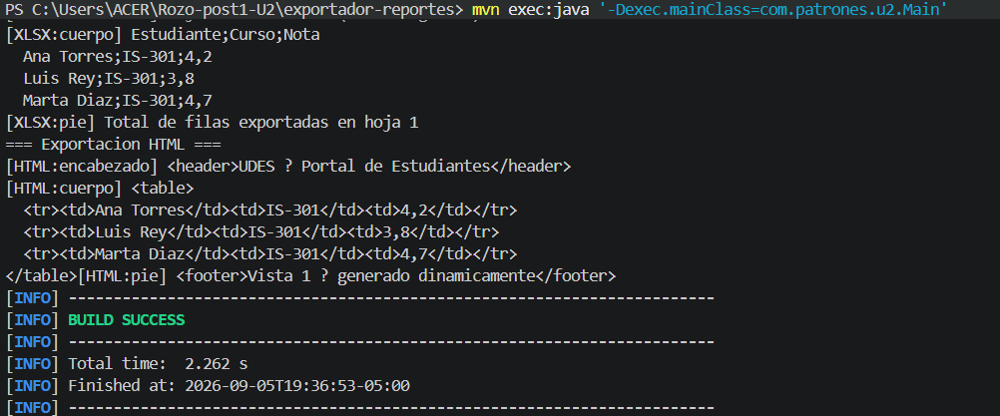 PS C:\Users\ACER\Rozo-post1-U2\exportador-reportes> mvn exec:java '-Dexec.mainClass=com.patrones.u2.Main'
[XLSX:cuerpo] Estudiante;Curso;Nota
  Ana Torres;IS-301;4,2
  Luis Rey;IS-301;3,8
  Marta Diaz;IS-301;4,7
[XLSX:pie] Total de filas exportadas en hoja 1
=== Exportacion HTML ===
[HTML:encabezado] <header>UDES ? Portal de Estudiantes</header>
[HTML:cuerpo] <table>
  <tr><td>Ana Torres</td><td>IS-301</td><td>4,2</td></tr>
  <tr><td>Luis Rey</td><td>IS-301</td><td>3,8</td></tr>
  <tr><td>Marta Diaz</td><td>IS-301</td><td>4,7</td></tr>
</table>[HTML:pie] <footer>Vista 1 ? generado dinamicamente</footer>
[INFO] ------------------------------------------------------------------------
[INFO] BUILD SUCCESS
[INFO] ------------------------------------------------------------------------
[INFO] Total time:  2.262 s
[INFO] Finished at: 2026-09-05T19:36:53-05:00
[INFO] ------------------------------------------------------------------------